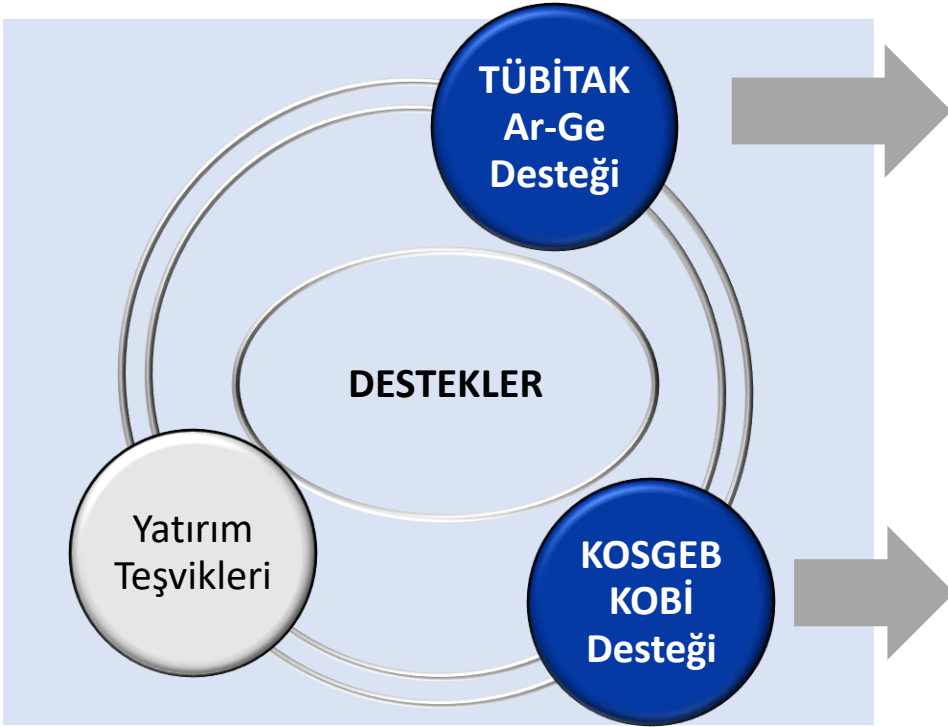 TÜBİTAK
Ar-Ge
Desteği
DESTEKLER
Yatırım
Teşvikleri
KOSGEB
KOBİ
Desteği